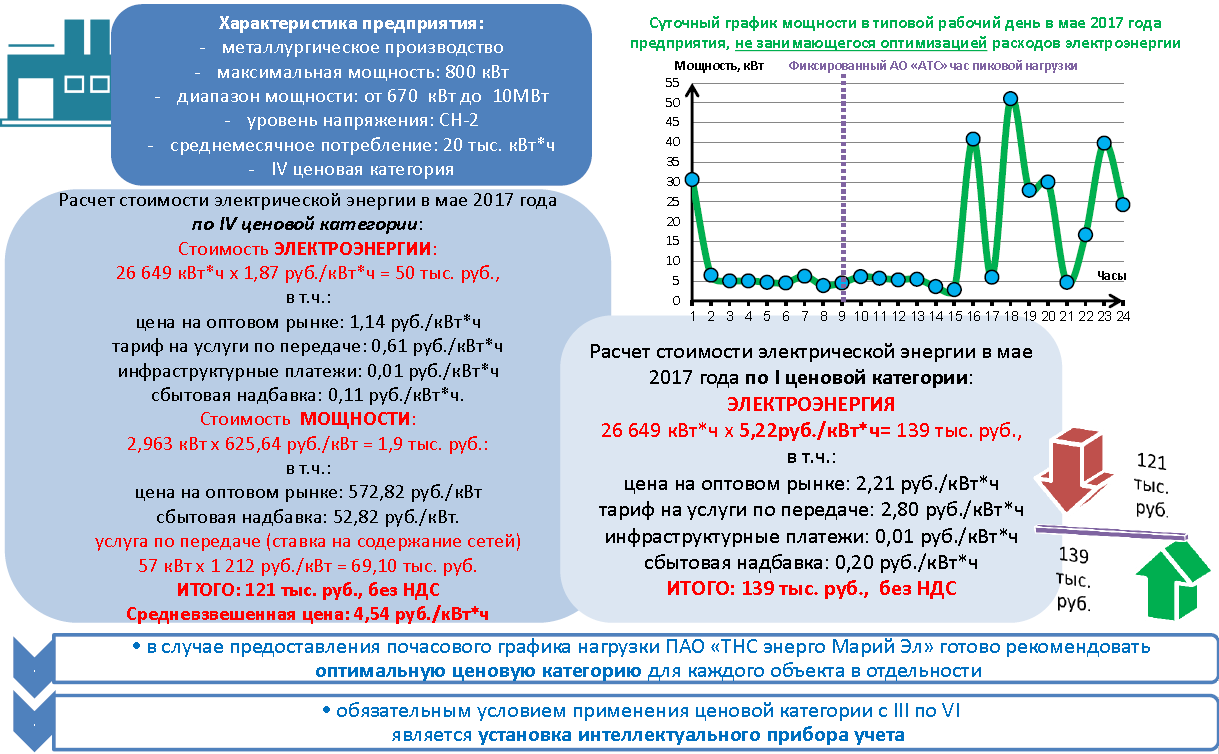 Характеристика предприятия:
- металлургическое производство
- максимальная мощность: 800 кВт
- диапазон мощности: от 670 кВт до 10МВт
- уровень напряжения: СН-2
- среднемесячное потребление: 20 тыс. кВт*ч
- IV ценовая категория
Суточный график мощности в типовой рабочий день в мае 2017 года
предприятия, не занимающегося оптимизацией расходов электроэнергии
Мощность, кВт
Фиксированный АО «АТС» час пиковой нагрузки
55
50
45
40
35
30
25
20
15
10
5
0
Часы
1 2 3 4 5 6 7 8 9 10 11 12 13 14 15 16 17 18 19 20 21 22 23 24
Расчет стоимости электрической энергии в мае 2017 года
по IV ценовой категории:
Стоимость ЭЛЕКТРОЭНЕРГИИ:
26 649 кВт*ч х 1,87 руб./кВт*ч = 50 тыс. руб.,
в т.ч.:
цена на оптовом рынке: 1,14 руб./кВт*ч
тариф на услуги по передаче: 0,61 руб./кВт*ч
инфраструктурные платежи: 0,01 руб./кВт*ч
сбытовая надбавка: 0,11 руб./кВт*ч.
Стоимость МОЩНОСТИ:
2,963 кВт х 625,64 руб./кВт = 1,9 тыс. руб.:
в т.ч.:
цена на оптовом рынке: 572,82 руб./кВт
сбытовая надбавка: 52,82 руб./кВт.
услуга по передаче (ставка на содержание сетей)
57 кВт х 1 212 руб./кВт = 69,10 тыс. руб.
ИТОГО: 121 тыс. руб., без НДС
Средневзвешенная цена: 4,54 руб./кВт*ч
Расчет стоимости электрической энергии в мае
2017 года по I ценовой категории:
ЭЛЕКТРОЭНЕРГИЯ
26 649 кВт*ч х 5,22руб./кВт*ч= 139 тыс. руб.,
в т.ч.:
цена на оптовом рынке: 2,21 руб./кВт*ч
тариф на услуги по передаче: 2,80 руб./кВт*ч
инфраструктурные платежи: 0,01 руб./кВт*ч
сбытовая надбавка: 0,20 руб./кВт*ч
ИТОГО: 139 тыс. руб., без НДС
121
тыс.
руб.
139
тыс.
руб.
• в случае предоставления почасового графика нагрузки ПАО «ТНС энерго Марий Эл» готово рекомендовать
оптимальную ценовую категорию для каждого объекта в отдельности
• обязательным условием применения ценовой категории с III по VI
является установка интеллектуального прибора учета